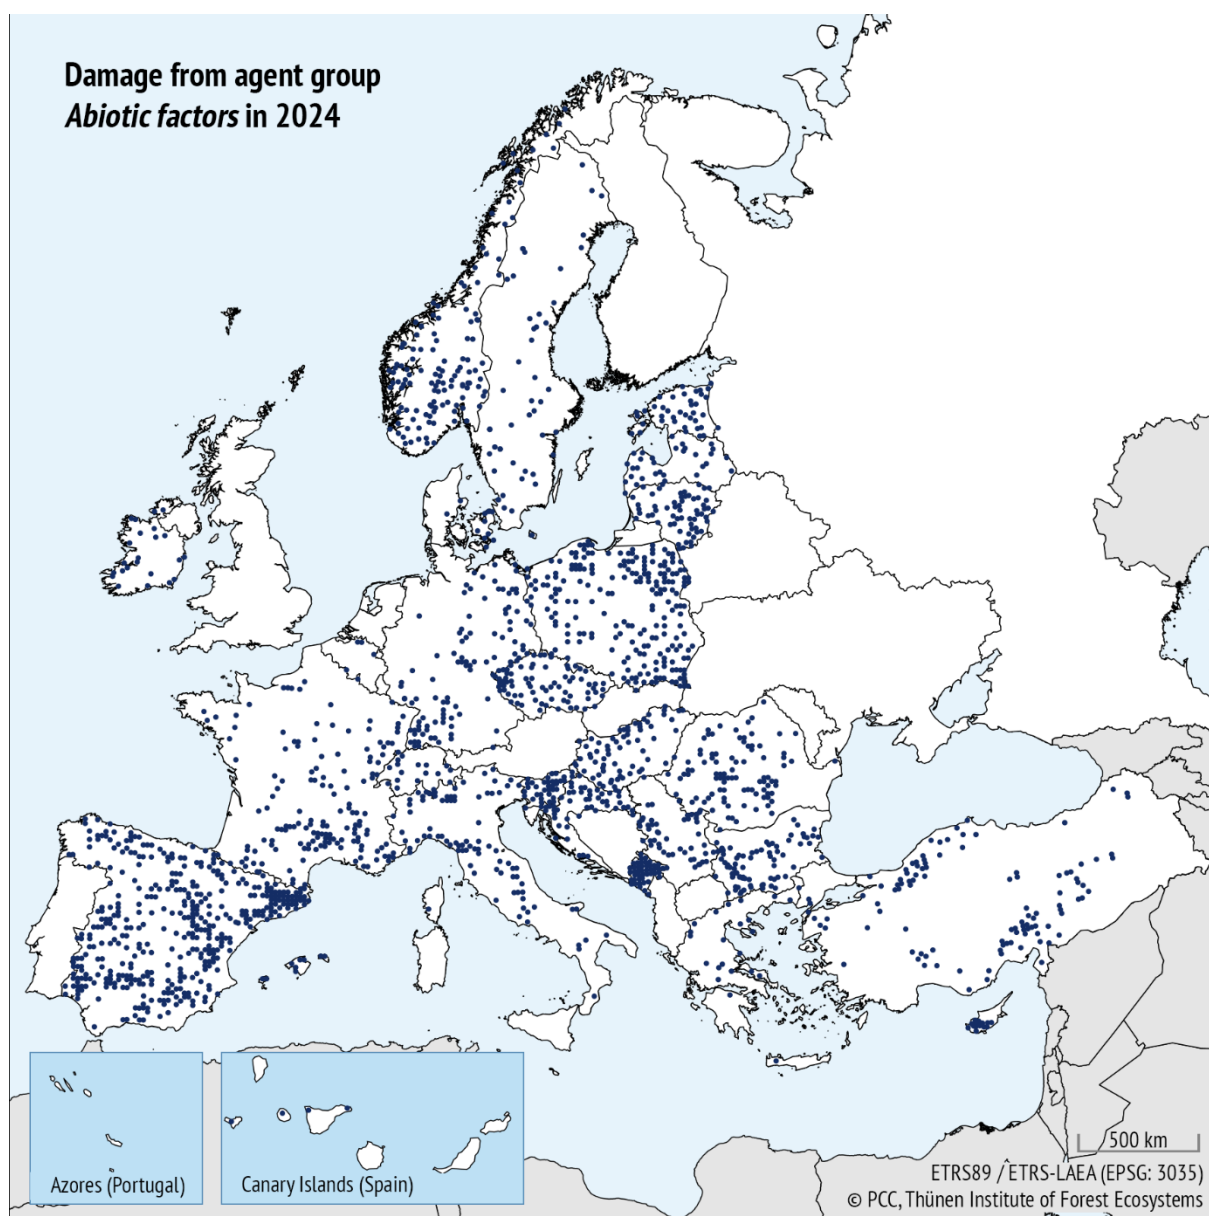 Damage from agent group
Abiotic factors in 2024
Azores (Portugal)
Canary Islands (Spain)
500 km
ETRS89 / ETRS-LAEA (EPSG: 3035)
© PCC, Thünen Institute of Forest Ecosystems